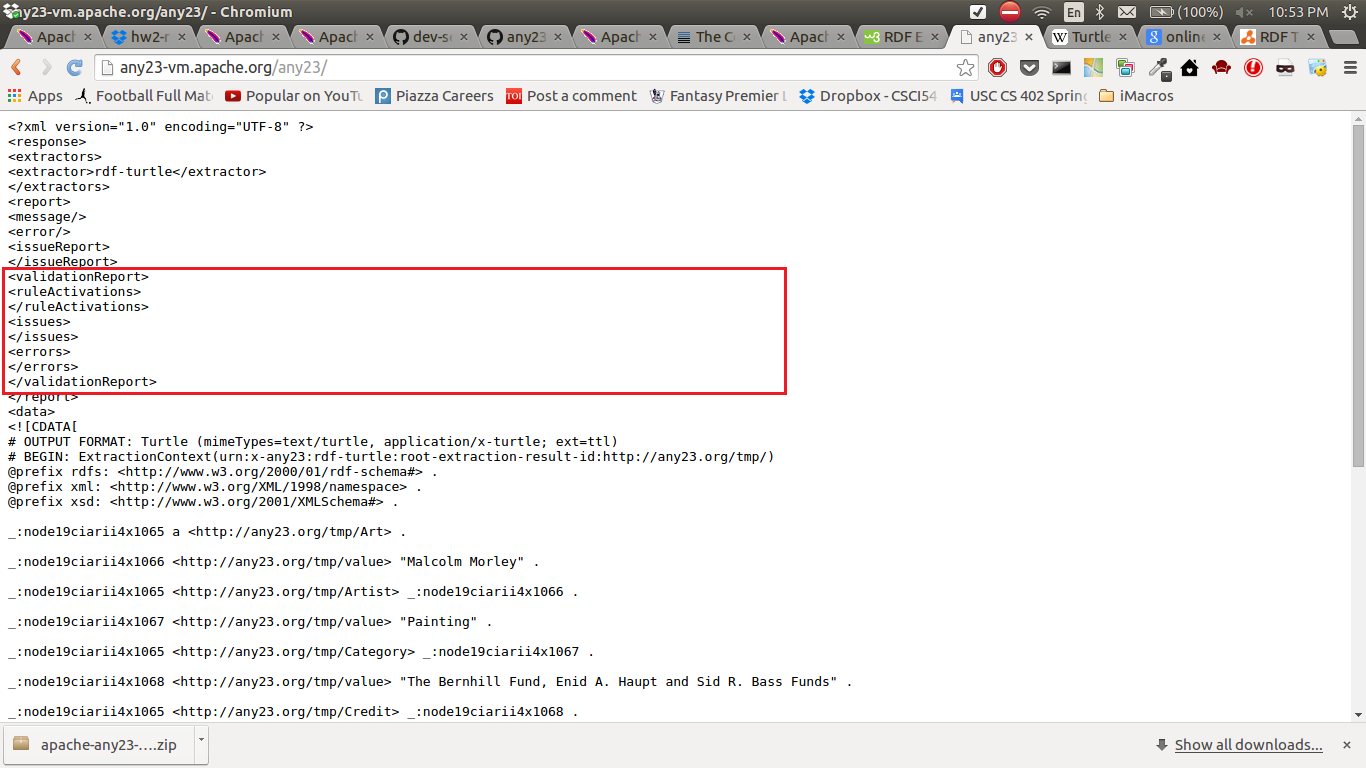 any23-vm.apache.org/any23/ - Chromium
En
(100%)
10:53 PM
Apach
hw2-r
Apach
Apach
dev-se
any23
Apach
The Co
Apach
RDF E
any23
Turtle
online
RDF T
any23-vm.apache.org/any23/
Apps
Football Full Mat
Popular on YouTu
Piazza Careers
TOI
Post a comment
Fantasy Premier L
Dropbox - CSCI54
USC CS 402 Spring
iMacros
<?xml version="1.0" encoding="UTF-8" ?>
<response>
<extractors>
<extractor>rdf-turtle</extractor>
</extractors>
<report>
<message/>
<error/>
<issueReport>
</issueReport>
<validationReport>
<ruleActivations>
</ruleActivations>
<issues>
</issues>
<errors>
</errors>
</validationReport>
</report>
<data>
<![CDATA[
# OUTPUT FORMAT: Turtle (mimeTypes=text/turtle, application/x-turtle; ext=ttl)
# BEGIN: ExtractionContext(urn:x-any23:rdf-turtle:root-extraction-result-id:http://any23.org/tmp/)
@prefix rdfs: <http://www.w3.org/2000/01/rdf-schema#> .
@prefix xml: <http://www.w3.org/XML/1998/namespace> .
@prefix xsd: <http://www.w3.org/2001/XMLSchema#> .
_:node19ciarii4x1065 a <http://any23.org/tmp/Art> .
_:node19ciarii4x1066 <http://any23.org/tmp/value> "Malcolm Morley" .
_:node19ciarii4x1065 <http://any23.org/tmp/Artist> _:node19ciarii4x1066 .
_:node19ciarii4x1067 <http://any23.org/tmp/value> "Painting" .
_:node19ciarii4x1065 <http://any23.org/tmp/Category> _:node19ciarii4x1067 .
_:node19ciarii4x1068 <http://any23.org/tmp/value> "The Bernhill Fund, Enid A. Haupt and Sid R. Bass Funds" .
_:node19ciarii4x1065 <http://any23.org/tmp/Credit> _:node19ciarii4x1068 .
apache-any23-....zip
Show all downloads...